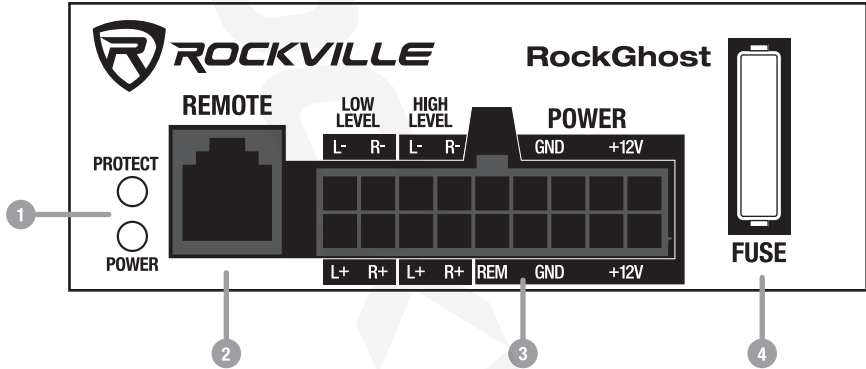 ROCKVILLE
RockGhost
REMOTE
LOW LEVEL
HIGH LEVEL
POWER
L- R- L- R- GND +12V
PROTECT
1
POWER
L+ R+ L+ R+ REM GND +12V
FUSE
2
3
4